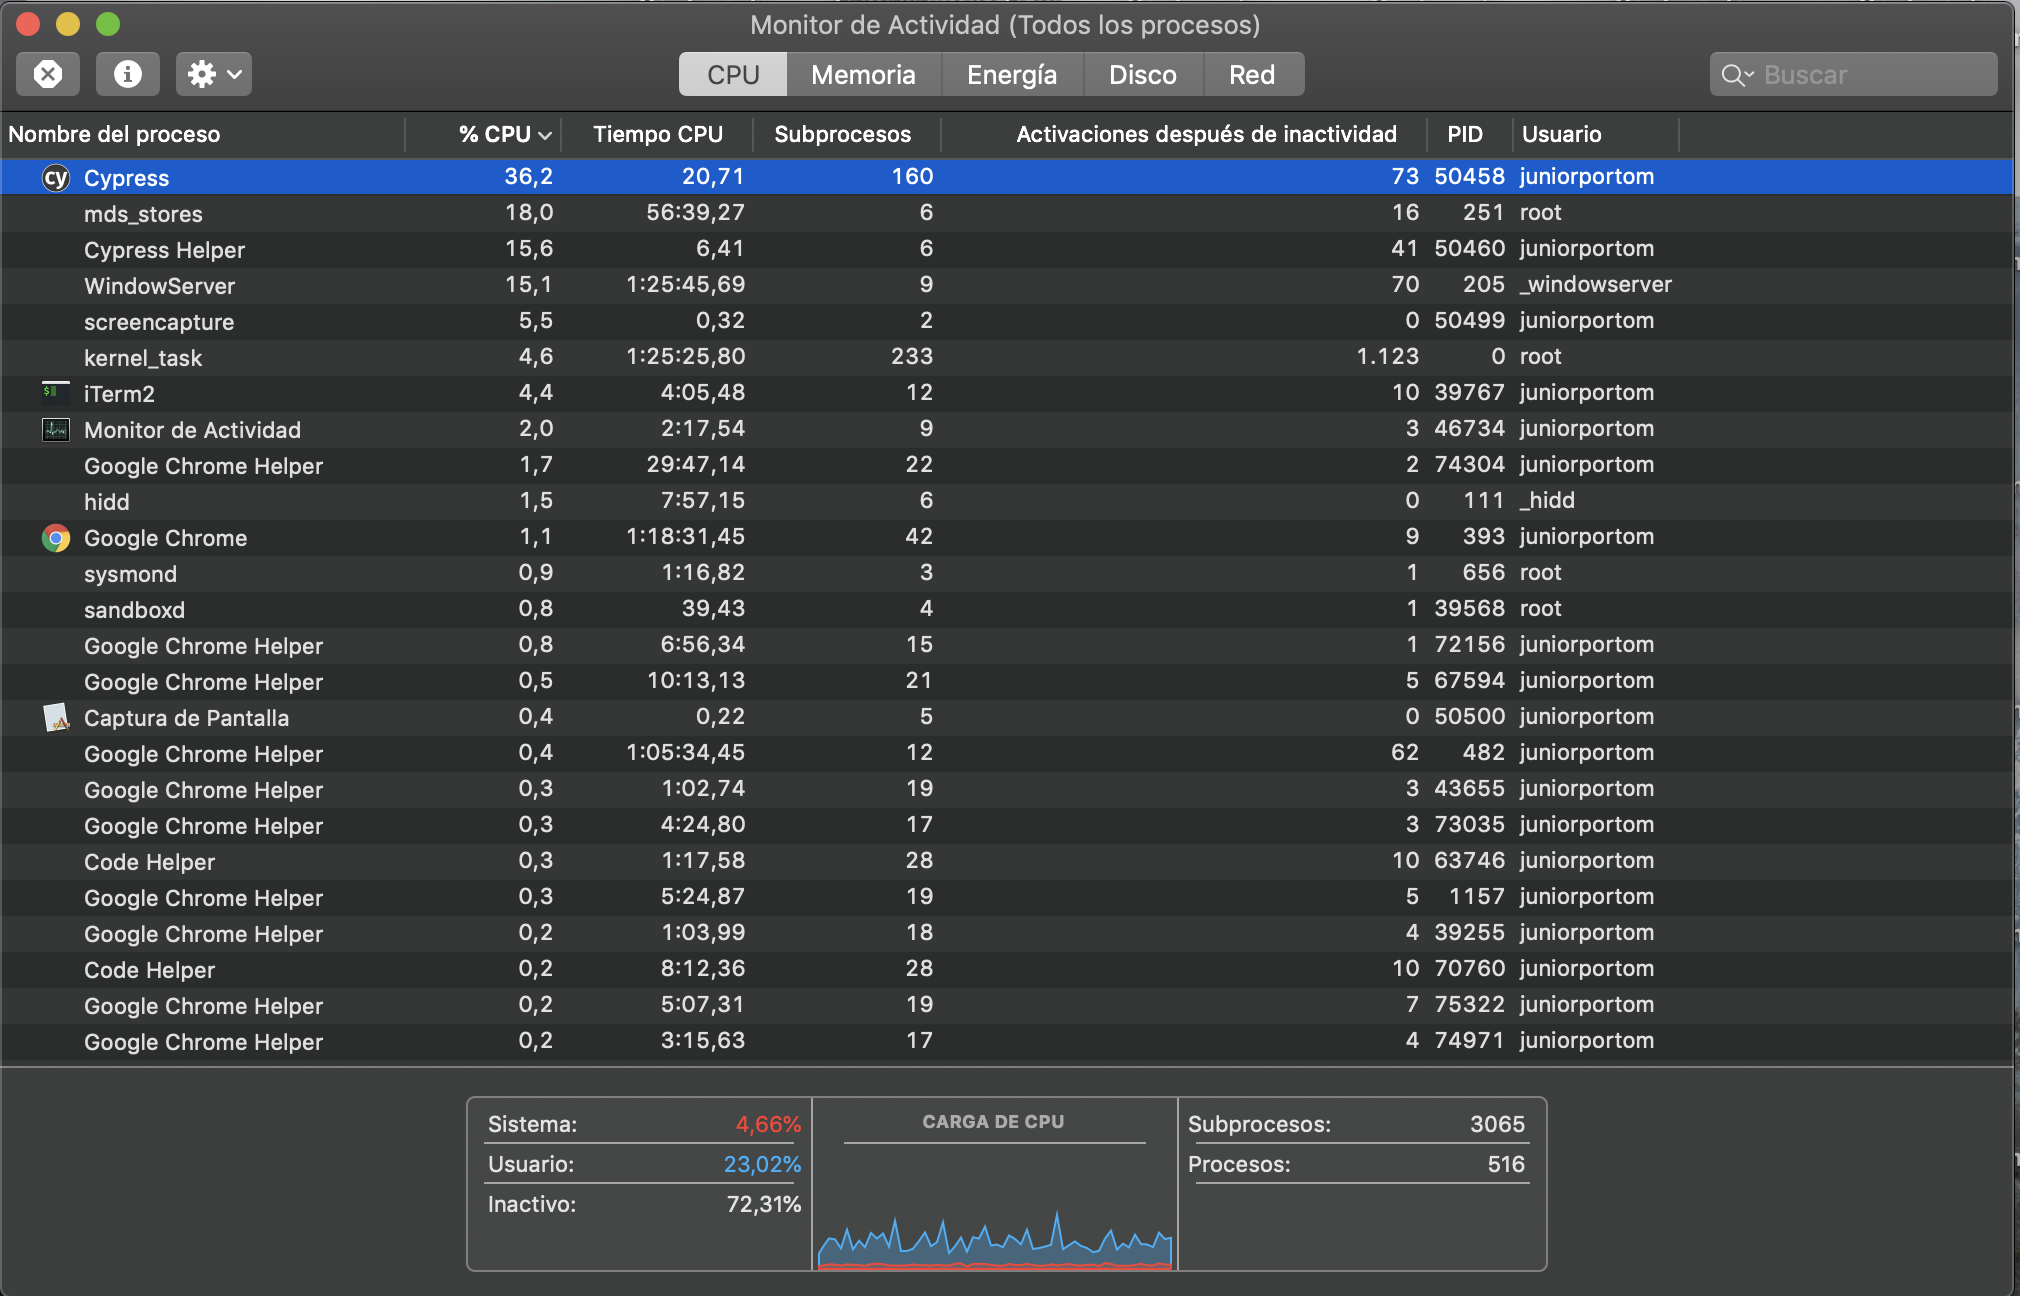 Monitor de Actividad (Todos los procesos)
CPU Memoria Energía Disco Red Buscar
Nombre del proceso % CPU Tiempo CPU Subprocesos Activaciones después de inactividad PID Usuario
cy Cypress 36,2 20,71 160 73 50458 juniorportom
mds_stores 18,0 56:39,27 6 16 251 root
Cypress Helper 15,6 6,41 6 41 50460 juniorportom
WindowServer 15,1 1:25:45,69 9 70 205 _windowserver
screencapture 5,5 0,32 2 0 50499 juniorportom
kernel_task 4,6 1:25:25,80 233 1.123 0 root
iTerm2 4,4 4:05,48 12 10 39767 juniorportom
Monitor de Actividad 2,0 2:17,54 9 3 46734 juniorportom
Google Chrome Helper 1,7 29:47,14 22 2 74304 juniorportom
hidd 1,5 7:57,15 6 0 111 _hidd
Google Chrome 1,1 1:18:31,45 42 9 393 juniorportom
sysmond 0,9 1:16,82 3 1 656 root
sandboxd 0,8 39,43 4 1 39568 root
Google Chrome Helper 0,8 6:56,34 15 1 72156 juniorportom
Google Chrome Helper 0,5 10:13,13 21 5 67594 juniorportom
Captura de Pantalla 0,4 0,22 5 0 50500 juniorportom
Google Chrome Helper 0,4 1:05:34,45 12 62 482 juniorportom
Google Chrome Helper 0,3 1:02,74 19 3 43655 juniorportom
Google Chrome Helper 0,3 4:24,80 17 3 73035 juniorportom
Code Helper 0,3 1:17,58 28 10 63746 juniorportom
Google Chrome Helper 0,3 5:24,87 19 5 1157 juniorportom
Google Chrome Helper 0,2 1:03,99 18 4 39255 juniorportom
Code Helper 0,2 8:12,36 28 10 70760 juniorportom
Google Chrome Helper 0,2 5:07,31 19 7 75322 juniorportom
Google Chrome Helper 0,2 3:15,63 17 4 74971 juniorportom
Sistema: 4,66% CARGA DE CPU Subprocesos: 3065
Usuario: 23,02% Procesos: 516
Inactivo: 72,31%